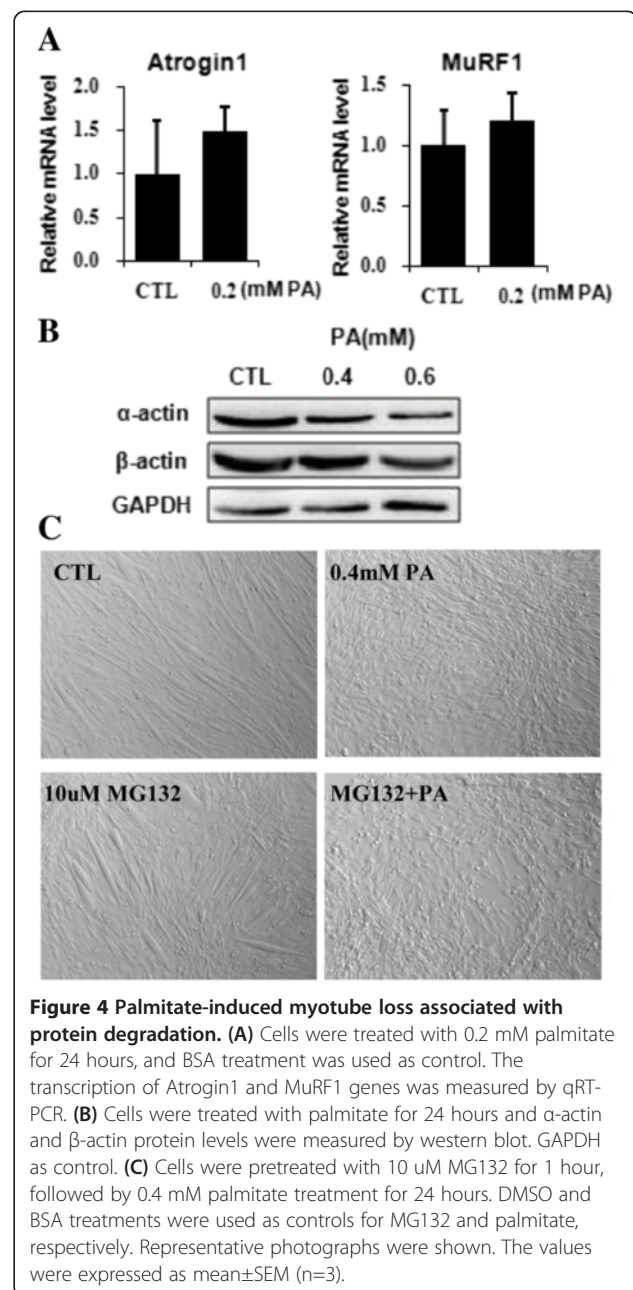 A
Atrogin1
MuRF1
Relative mRNA level
2.0
1.5
1.0
0.5
0.0
CTL
0.2 (mM PA)
Relative mRNA level
1.5
1.0
0.5
0.0
CTL
0.2 (mM PA)
B
PA(mM)
CTL 0.4 0.6
α-actin
β-actin
GAPDH
C
CTL
0.4mM PA
10uM MG132
MG132+PA
Figure 4 Palmitate-induced myotube loss associated with
protein degradation. (A) Cells were treated with 0.2 mM palmitate
for 24 hours, and BSA treatment was used as control. The
transcription of Atrogin1 and MuRF1 genes was measured by qRT-
PCR. (B) Cells were treated with palmitate for 24 hours and α-actin
and β-actin protein levels were measured by western blot. GAPDH
as control. (C) Cells were pretreated with 10 uM MG132 for 1 hour,
followed by 0.4 mM palmitate treatment for 24 hours. DMSO and
BSA treatments were used as controls for MG132 and palmitate,
respectively. Representative photographs were shown. The values
were expressed as mean±SEM (n=3).